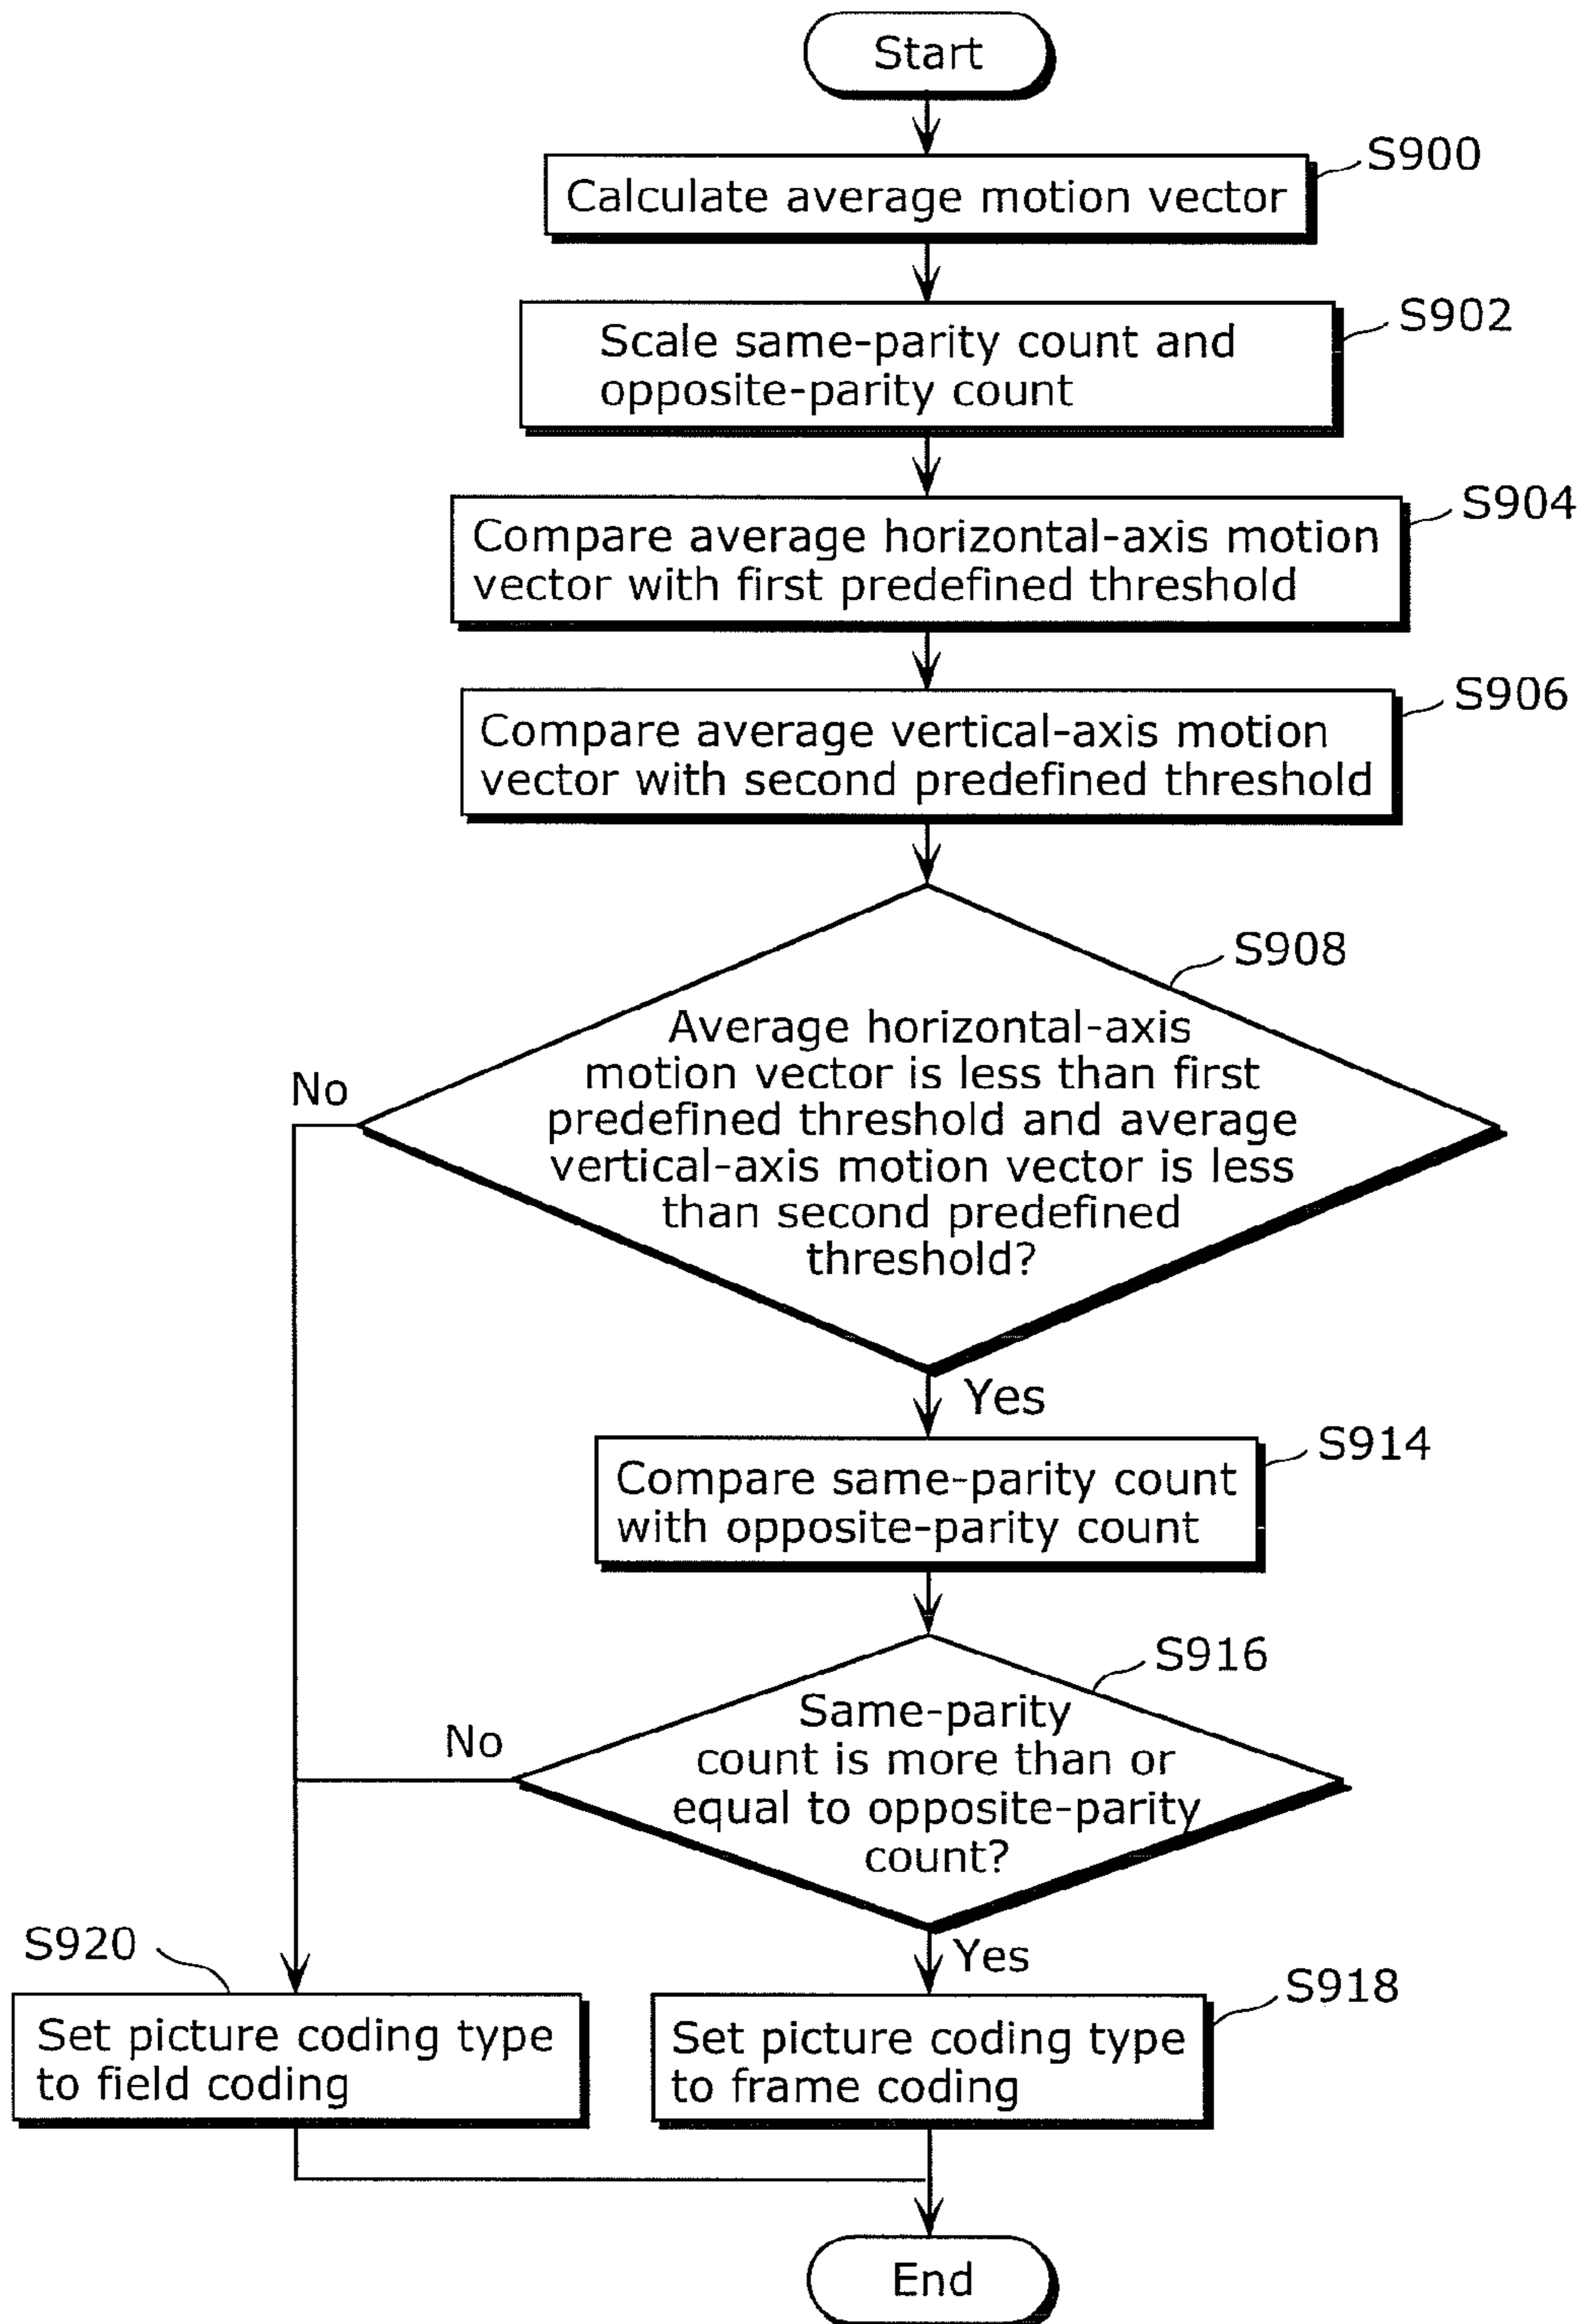 Start
S900
Calculate average motion vector
S902
Scale same-parity count and
opposite-parity count
S904
Compare average horizontal-axis motion
vector with first predefined threshold
S906
Compare average vertical-axis motion
vector with second predefined threshold
S908
Average horizontal-axis
motion vector is less than first
predefined threshold and average
vertical-axis motion vector is less
than second predefined
threshold?
No
Yes
S914
Compare same-parity count
with opposite-parity count
S916
Same-parity
count is more than or
equal to opposite-parity
count?
No
Yes
S920
Set picture coding type
to field coding
S918
Set picture coding type
to frame coding
End